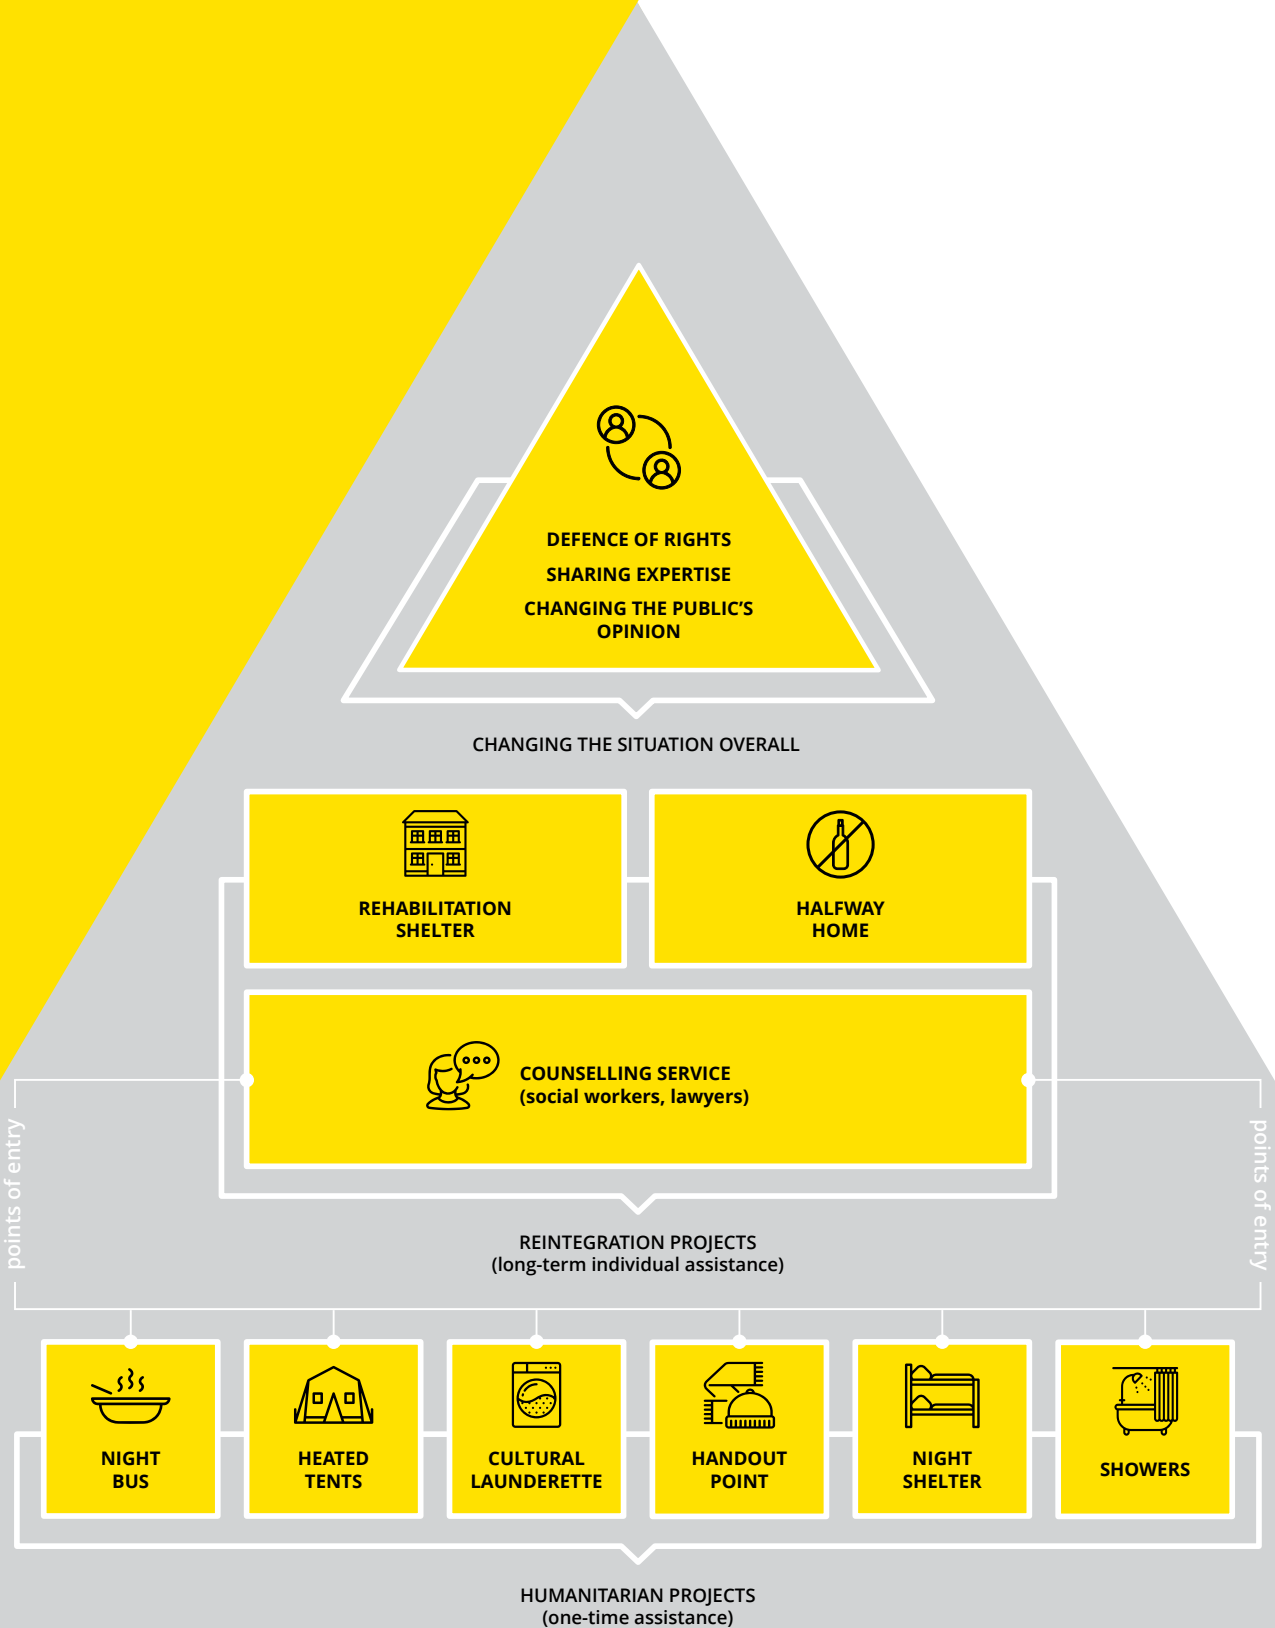 DEFENCE OF RIGHTS
SHARING EXPERTISE
CHANGING THE PUBLIC’S
OPINION
CHANGING THE SITUATION OVERALL
REHABILITATION
SHELTER
HALFWAY
HOME
COUNSELLING SERVICE
(social workers, lawyers)
points of entry
points of entry
REINTEGRATION PROJECTS
(long-term individual assistance)
NIGHT
BUS
HEATED
TENTS
CULTURAL
LAUNDERETTE
HANDOUT
POINT
NIGHT
SHELTER
SHOWERS
HUMANITARIAN PROJECTS
(one-time assistance)